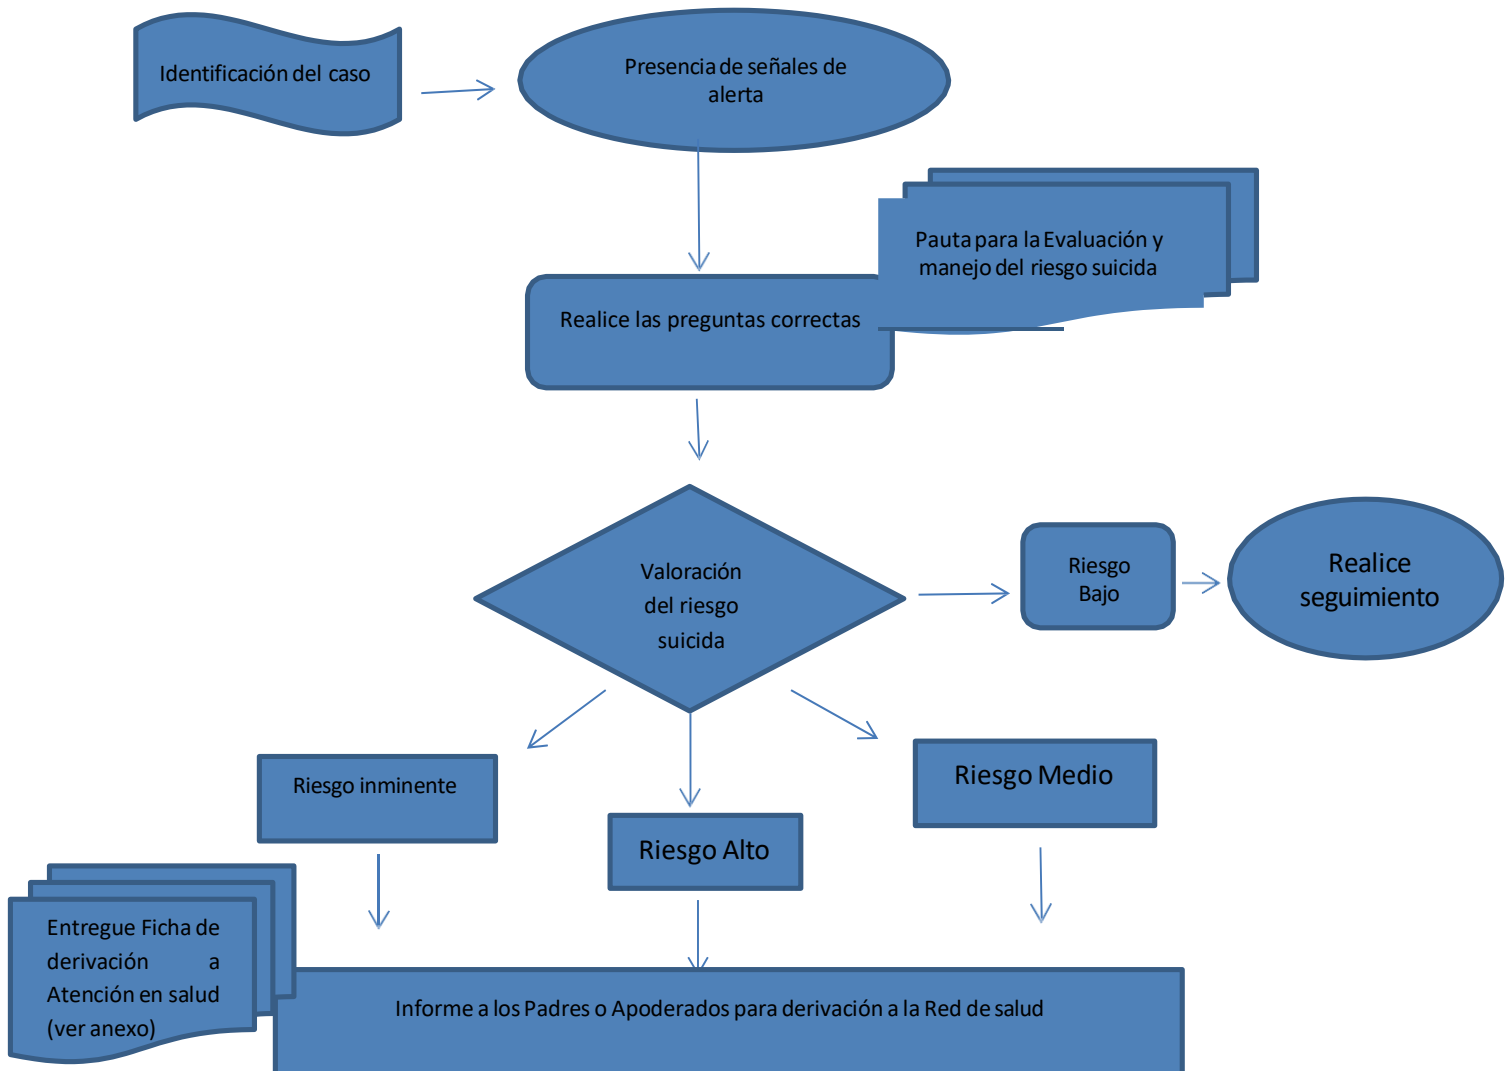 Identificación del caso
Presencia de señales de
alerta
Pauta para la Evaluación y
manejo del riesgo suicida
Realice las preguntas correctas
Valoración
del riesgo
suicida
Riesgo
Bajo
Realice
seguimiento
Riesgo inminente
Riesgo Alto
Riesgo Medio
Entregue Ficha de
derivación a
Atención en salud
(ver anexo)
Informe a los Padres o Apoderados para derivación a la Red de salud